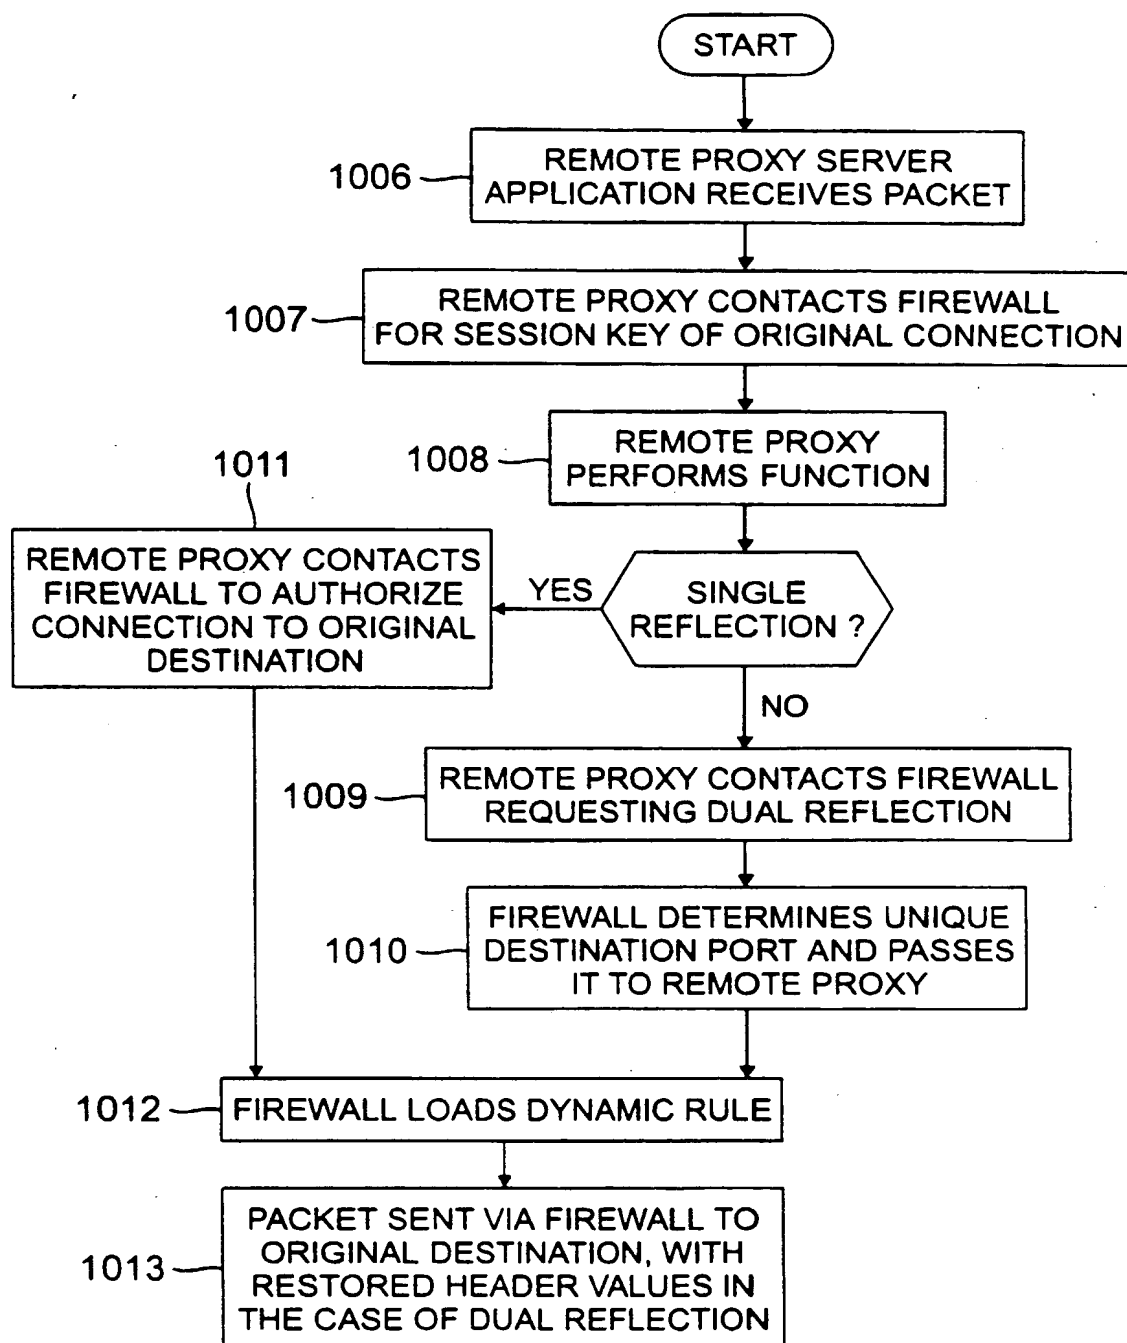 START
1006
REMOTE PROXY SERVER
APPLICATION RECEIVES PACKET
1007
REMOTE PROXY CONTACTS FIREWALL
FOR SESSION KEY OF ORIGINAL CONNECTION
1008
REMOTE PROXY
PERFORMS FUNCTION
1011
REMOTE PROXY CONTACTS
FIREWALL TO AUTHORIZE
CONNECTION TO ORIGINAL
DESTINATION
YES
SINGLE
REFLECTION ?
NO
1009
REMOTE PROXY CONTACTS FIREWALL
REQUESTING DUAL REFLECTION
1010
FIREWALL DETERMINES UNIQUE
DESTINATION PORT AND PASSES
IT TO REMOTE PROXY
1012
FIREWALL LOADS DYNAMIC RULE
1013
PACKET SENT VIA FIREWALL TO
ORIGINAL DESTINATION, WITH
RESTORED HEADER VALUES IN
THE CASE OF DUAL REFLECTION